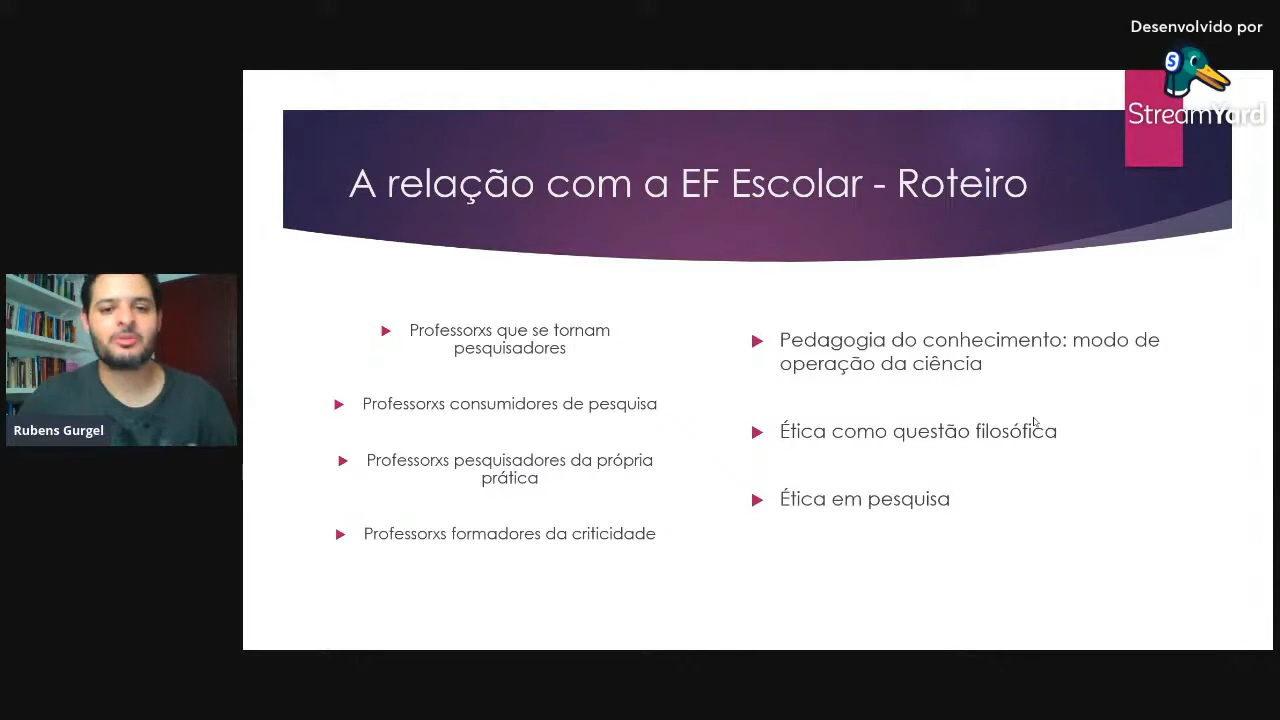 Desenvolvido por
S
StreamYard
A relação com a EF Escolar - Roteiro
Professorxs que se tornam
pesquisadores
Professorxs consumidores de pesquisa
Professorxs pesquisadores da própria
prática
Professorxs formadores da criticidade
Pedagogia do conhecimento: modo de
operação da ciência
Ética como questão filosófica
Ética em pesquisa
Rubens Gurgel